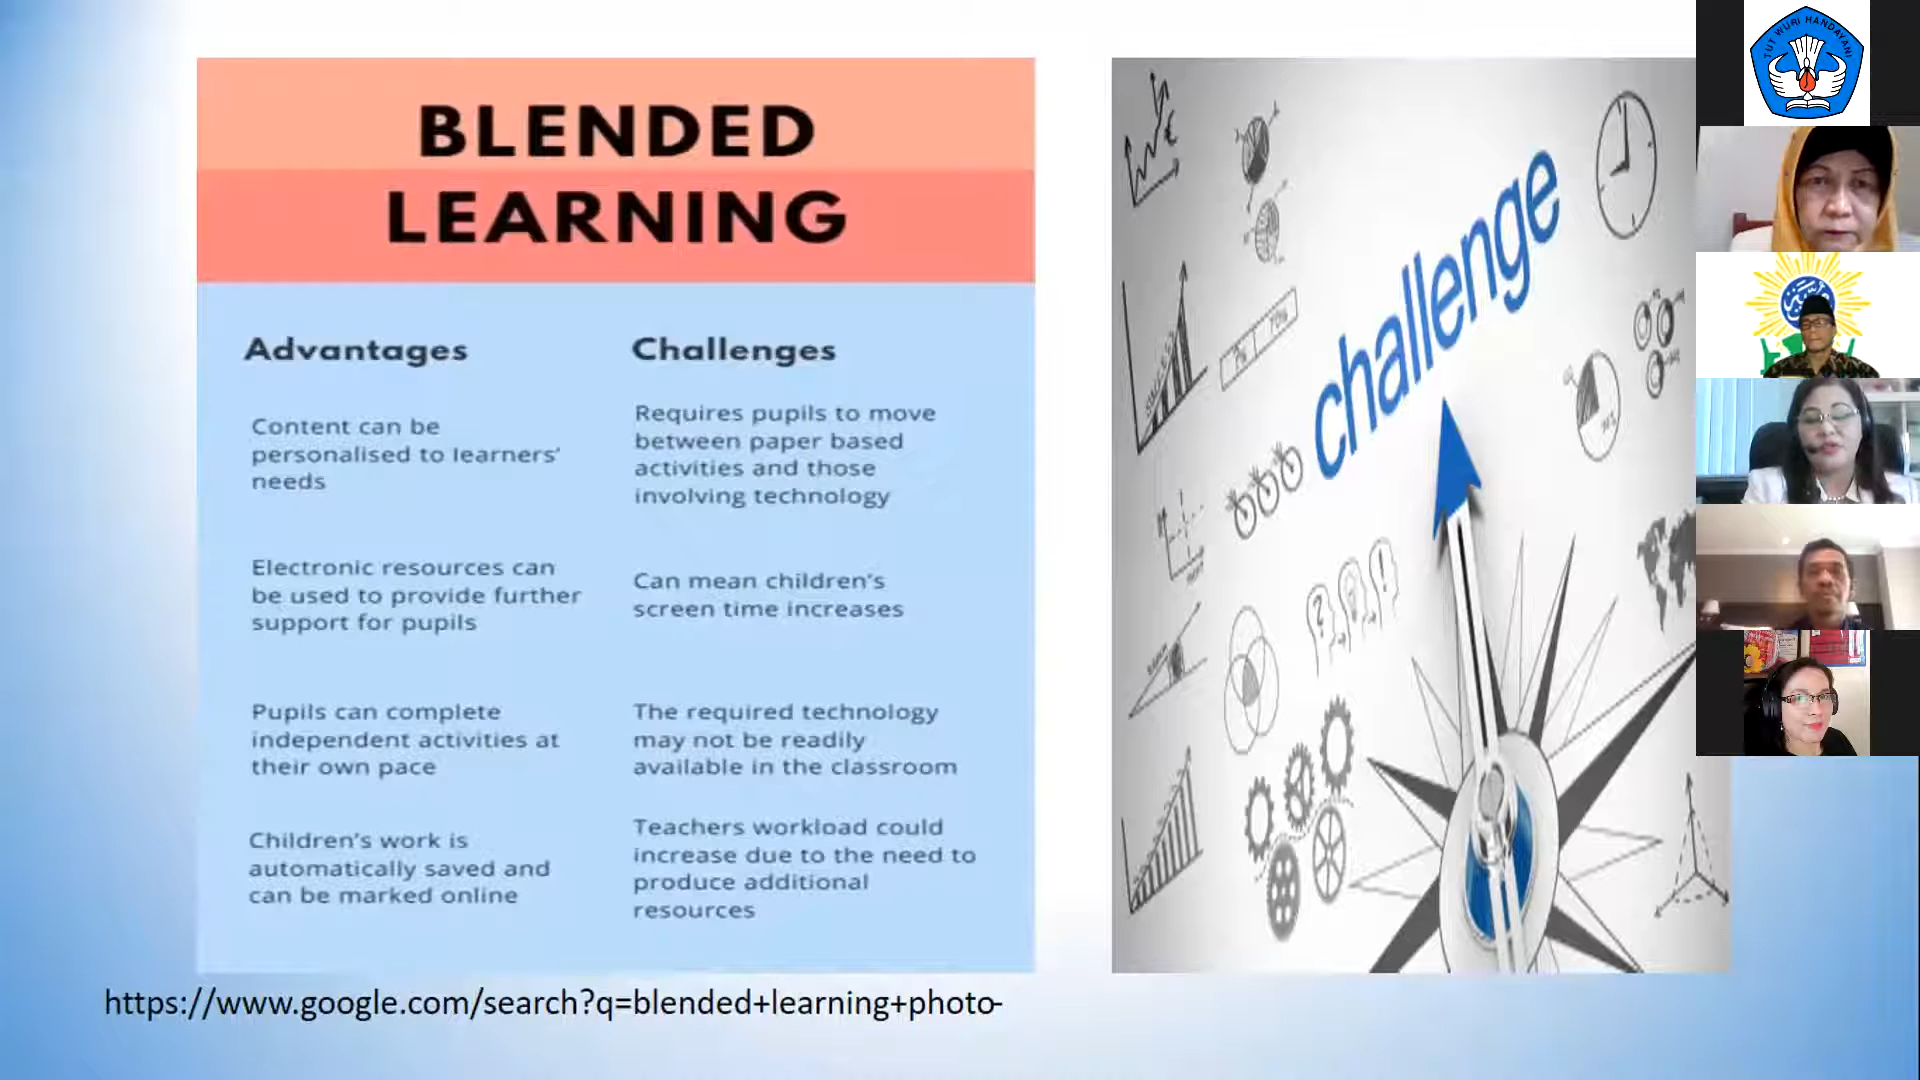 BLENDED
LEARNING
Advantages
Content can be
personalised to learners'
needs
Electronic resources can
be used to provide further
support for pupils
Pupils can complete
independent activities at
their own pace
Children's work is
automatically saved and
can be marked online
Challenges
Requires pupils to move
between paper based
activities and those
involving technology
Can mean children's
screen time increases
The required technology
may not be readily
available in the classroom
Teachers workload could
increase due to the need to
produce additional
resources
https://www.google.com/search?q=blended+learning+photo-
challenge
TUT WURI HANDAYANI